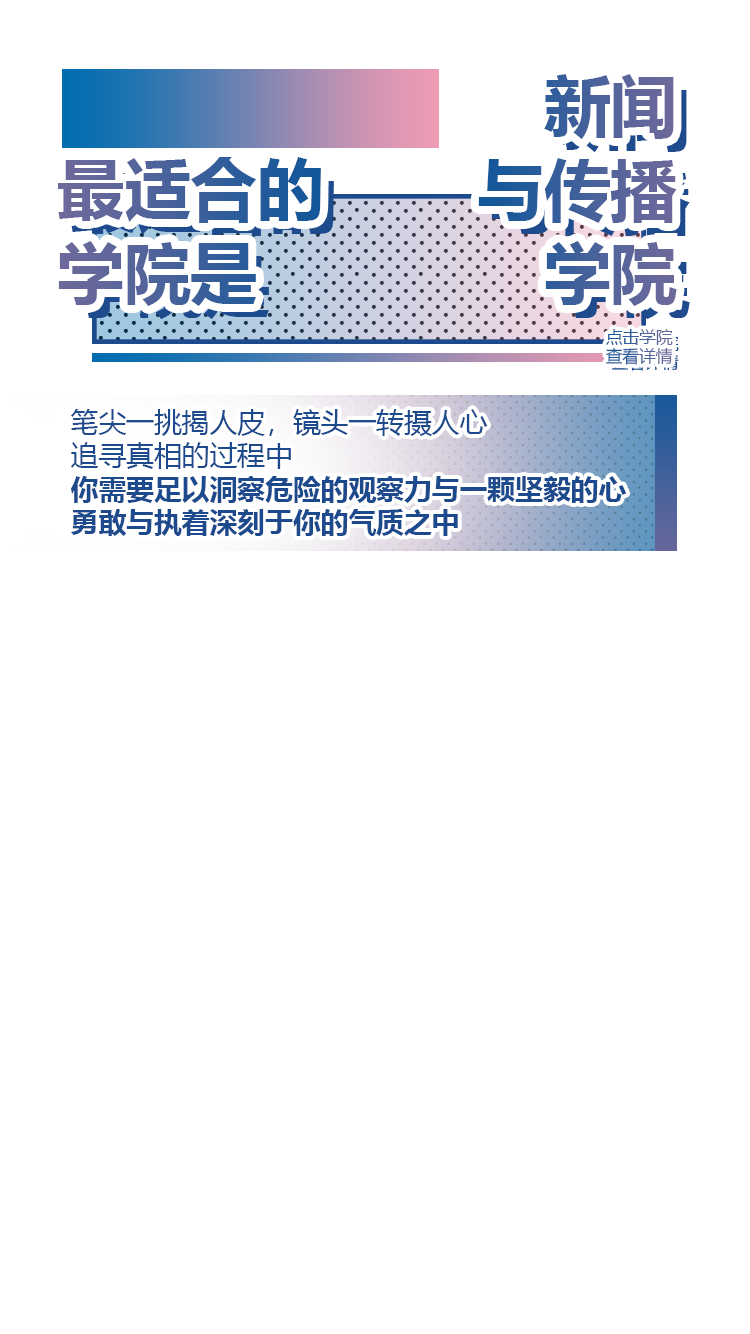 最适合的
学院是
新闻
与传播
学院
点击学院
查看详情
笔尖一挑揭人皮，镜头一转摄人心
追寻真相的过程中
你需要足以洞察危险的观察力与一颗坚毅的心
勇敢与执着深刻于你的气质之中